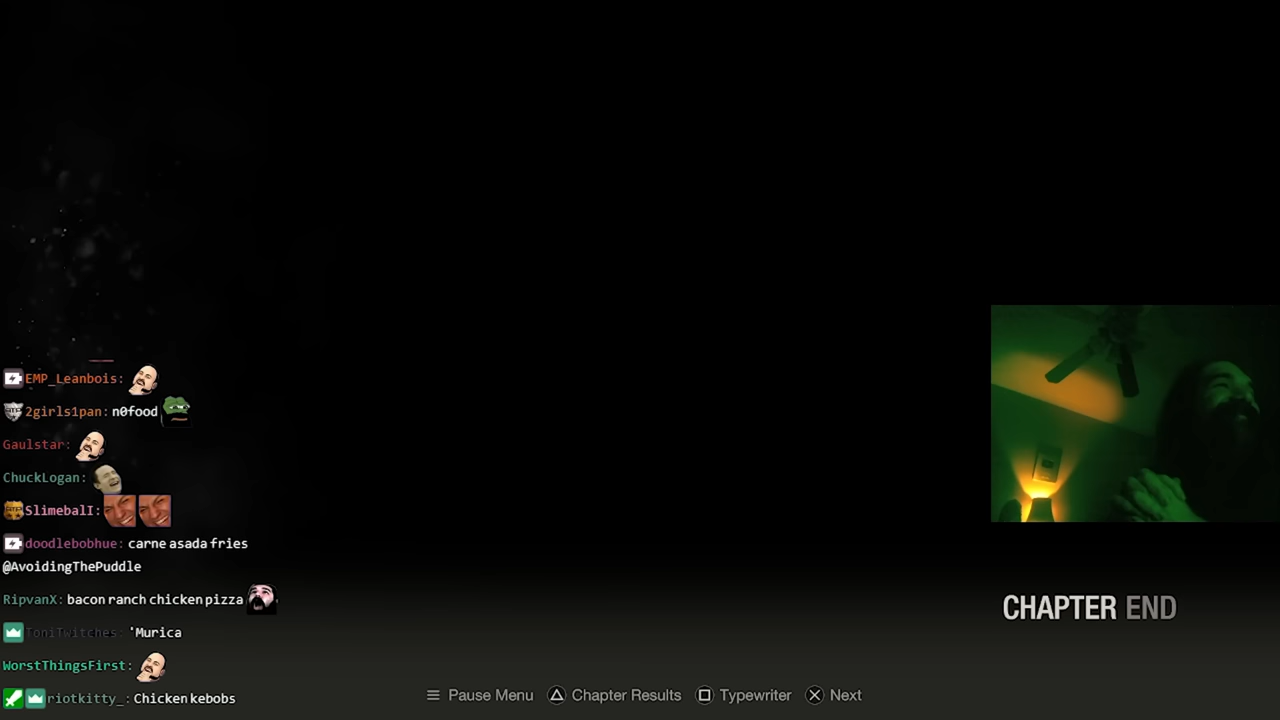 EMP_Leanbois:
2girls1pan: n0food
Gaulstar:
ChuckLogan:
SlimebalI:
doodlebobhue: carne asada fries
@AvoidingThePuddle
RipvanX: bacon ranch chicken pizza
ToniTwitches: 'Murica
WorstThingsFirst:
riotkitty_: Chicken kebobs
CHAPTER END
Pause Menu Chapter Results Typewriter Next